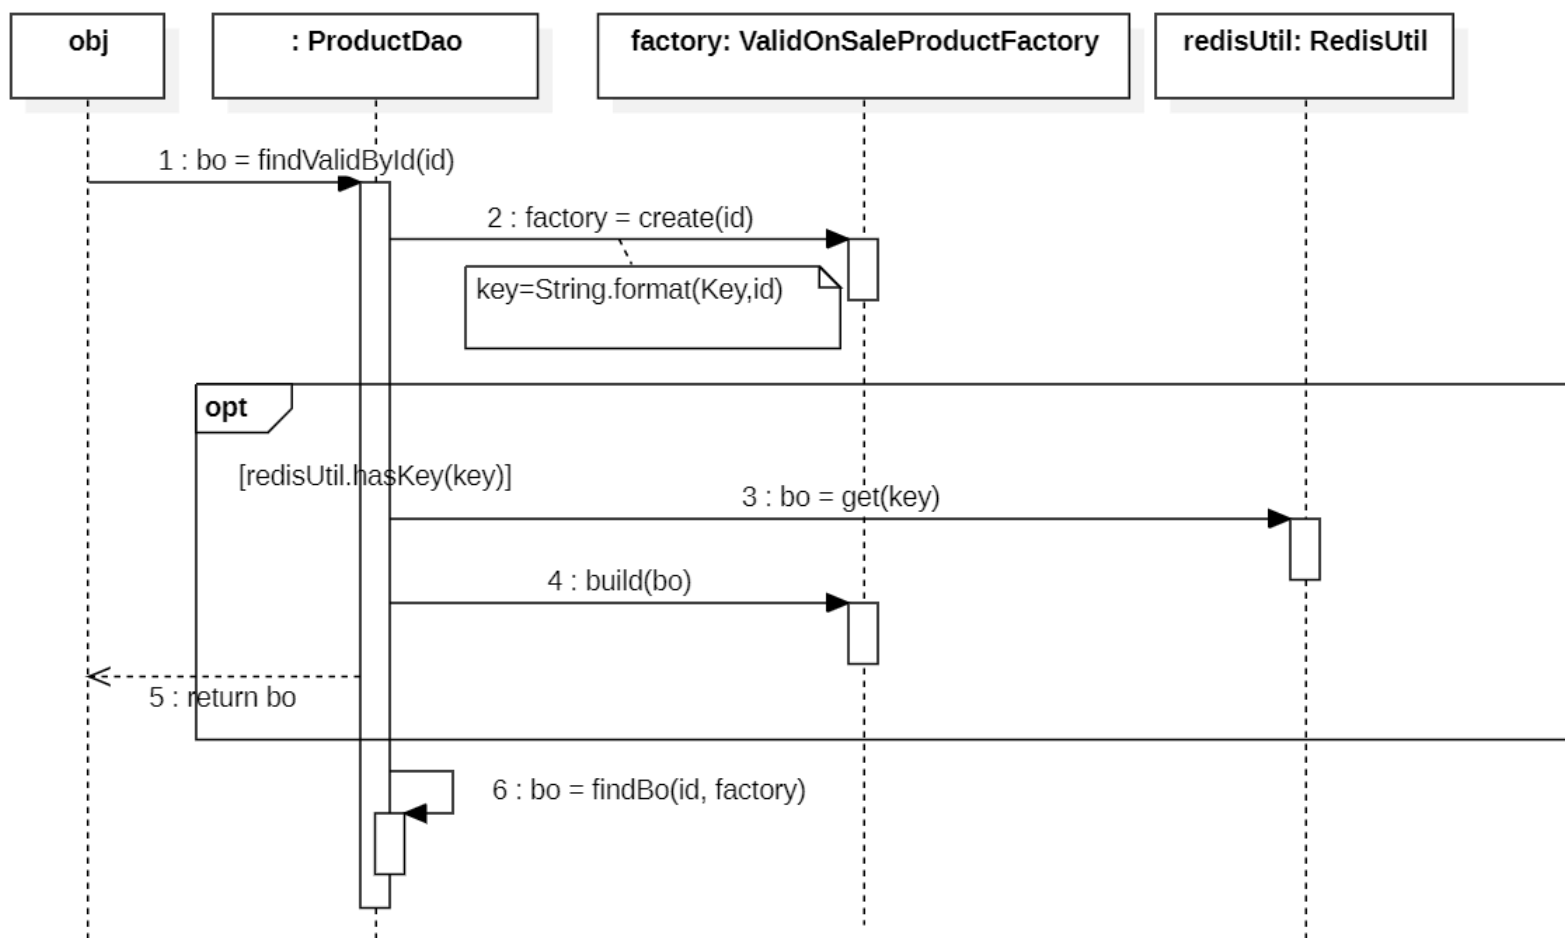 obj
: ProductDao
factory: ValidOnSaleProductFactory
redisUtil: RedisUtil
1 : bo = findValidById(id)
2 : factory = create(id)
key=String.format(Key,id)
opt
[redisUtil.hasKey(key)]
3 : bo = get(key)
4 : build(bo)
5 : return bo
6 : bo = findBo(id, factory)